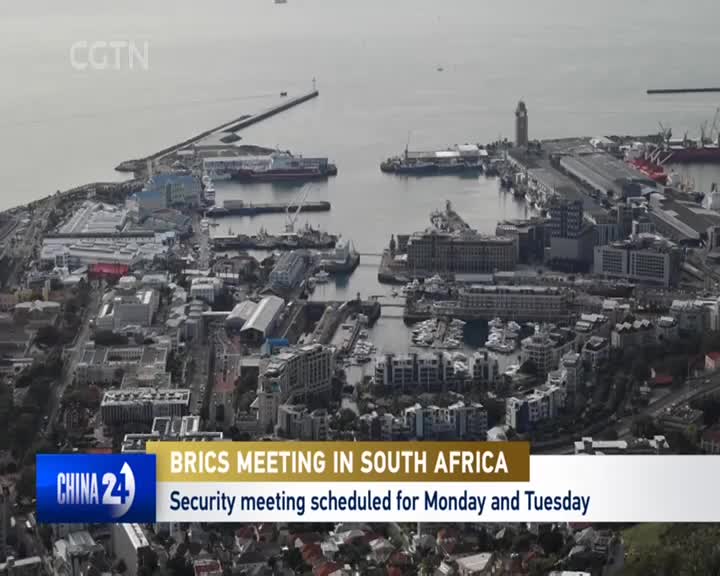 CGTN
BRICS MEETING IN SOUTH AFRICA
CHINA 24
Security meeting scheduled for Monday and Tuesday